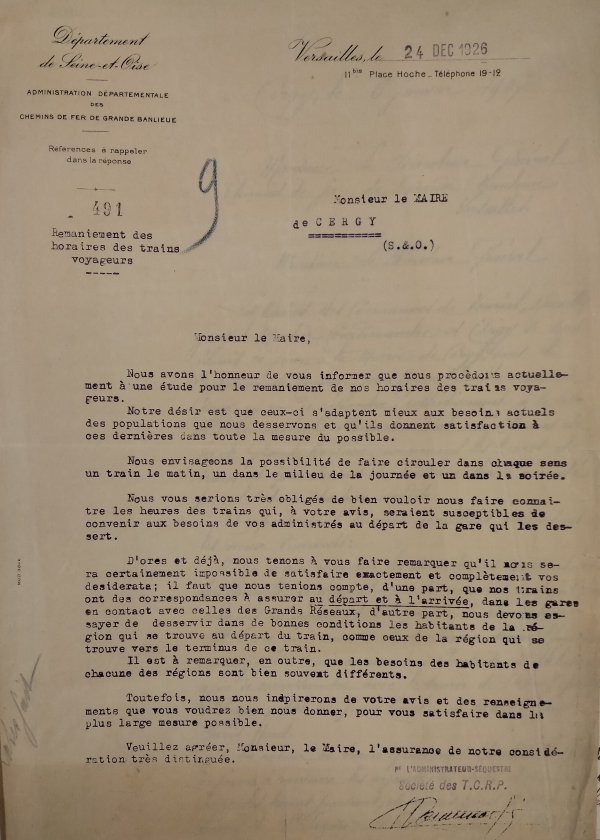 Département
de Seine-et-Oise
ADMINISTRATION DÉPARTEMENTALE
DES
CHEMINS DE FER DE GRANDE BANLIEUE
Références à rappeler
dans la réponse
491
Remaniement des
horaires des trains
voyageurs
9
Versailles, le 24 DEC 1926
11bis Place Hoche_Téléphone 19-12
Monsieur le MAIRE
de CERGY
(S.&O.)
Monsieur le Maire,
Nous avons l'honneur de vous informer que nous procédons actuelle-
ment à une étude pour le remaniement de nos horaires des trains voya-
geurs.
Notre désir est que ceux-ci s'adaptent mieux aux besoins actuels
des populations que nous desservons et qu'ils donnent satisfaction à
ces dernières dans toute la mesure du possible.
Nous envisageons la possibilité de faire circuler dans chaque sens
un train le matin, un dans le milieu de la journée et un dans la soirée.
Nous vous serions très obligés de bien vouloir nous faire connaî-
tre les heures des trains qui, à votre avis, seraient susceptibles de
convenir aux besoins de vos administrés au départ de la gare qui les des-
sert.
D'ores et déjà, nous tenons à vous faire remarquer qu'il nous se-
ra certainement impossible de satisfaire exactement et complètement vos
desiderata; il faut que nous tenions compte, d'une part, que nos trains
ont des correspondances à assurer au départ et à l'arrivée, dans les gares
en contact avec celles des Grands Réseaux, d'autre part, nous devons es-
sayer de desservir dans de bonnes conditions les habitants de la ré-
gion qui se trouve au départ du train, comme ceux de la région qui se
trouve vers le terminus de ce train.
Il est à remarquer, en outre, que les besoins des habitants de
chacune des régions sont bien souvent différents.
Toutefois, nous nous inspirerons de votre avis et des renseigne-
ments que vous voudrez bien nous donner, pour vous satisfaire dans la
plus large mesure possible.
Veuillez agréer, Monsieur, le Maire, l'assurance de notre considé-
ration très distinguée.
Pr L'ADMINISTRATEUR-SÉQUESTRE
Société des T.C.R.P.